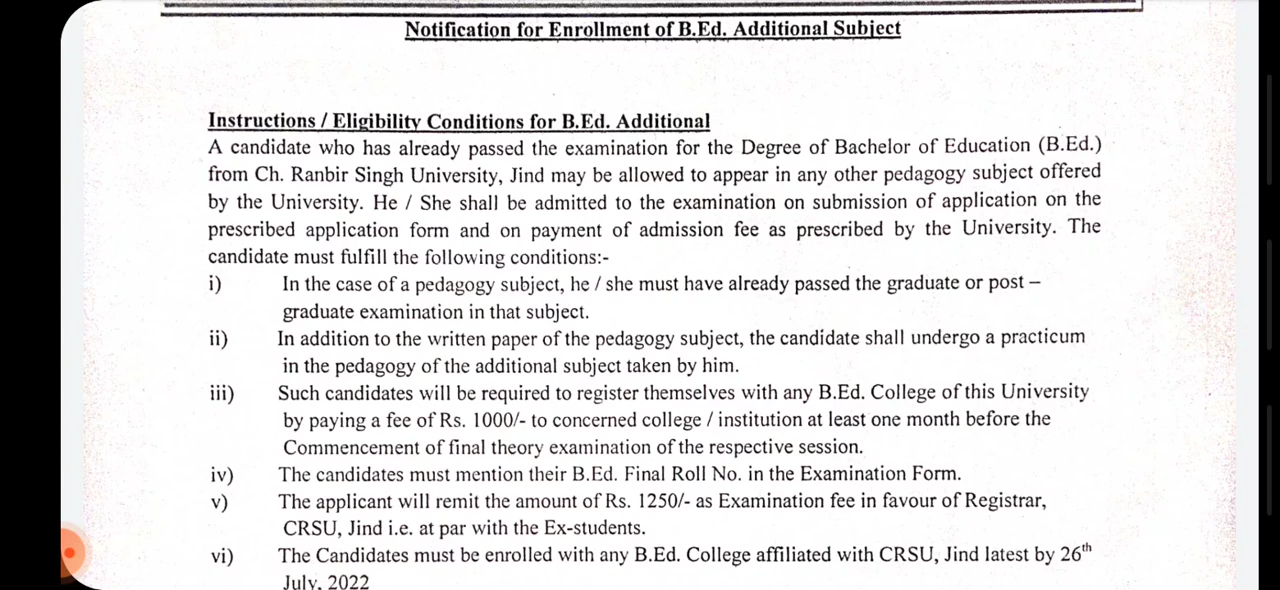 Notification for Enrollment of B.Ed. Additional Subject
Instructions / Eligibility Conditions for B.Ed. Additional
A candidate who has already passed the examination for the Degree of Bachelor of Education (B.Ed.)
from Ch. Ranbir Singh University, Jind may be allowed to appear in any other pedagogy subject offered
by the University. He / She shall be admitted to the examination on submission of application on the
prescribed application form and on payment of admission fee as prescribed by the University. The
candidate must fulfill the following conditions:-
i) In the case of a pedagogy subject, he / she must have already passed the graduate or post –
graduate examination in that subject.
ii) In addition to the written paper of the pedagogy subject, the candidate shall undergo a practicum
in the pedagogy of the additional subject taken by him.
iii) Such candidates will be required to register themselves with any B.Ed. College of this University
by paying a fee of Rs. 1000/- to concerned college / institution at least one month before the
Commencement of final theory examination of the respective session.
iv) The candidates must mention their B.Ed. Final Roll No. in the Examination Form.
v) The applicant will remit the amount of Rs. 1250/- as Examination fee in favour of Registrar,
CRSU, Jind i.e. at par with the Ex-students.
vi) The Candidates must be enrolled with any B.Ed. College affiliated with CRSU, Jind latest by 26th
July, 2022